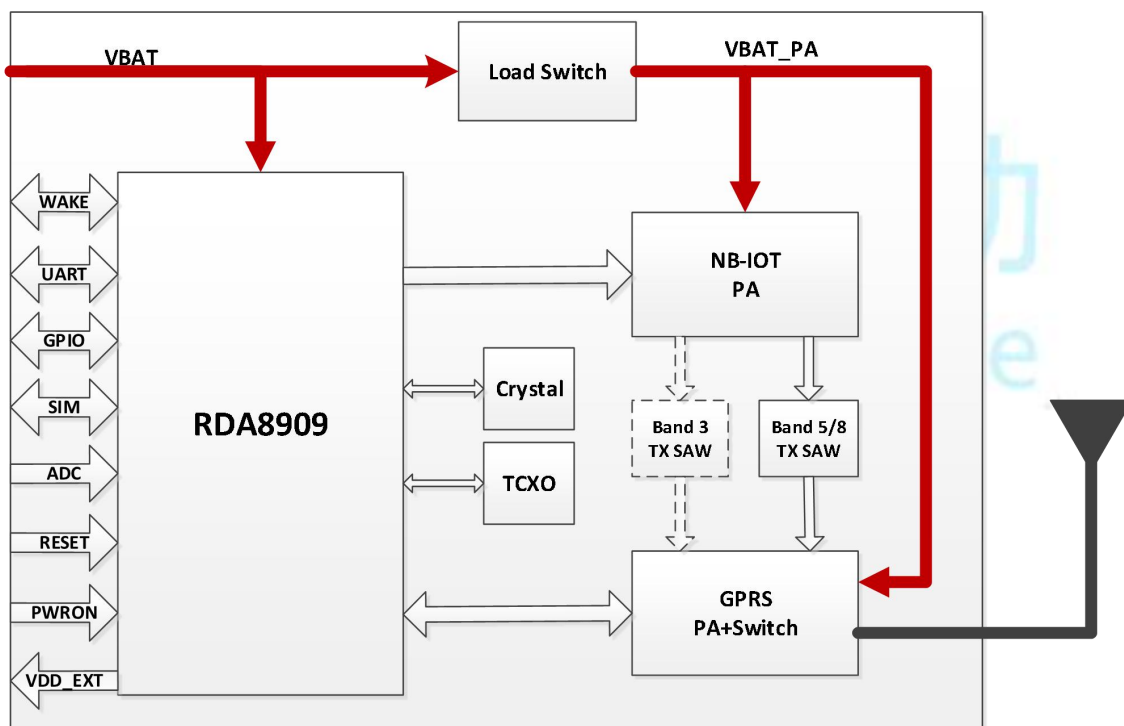 VBAT
Load Switch
VBAT_PA
WAKE
UART
GPIO
SIM
ADC
RESET
PWRON
VDD_EXT
RDA8909
Crystal
TCXO
NB-IOT
PA
Band 3
TX SAW
Band 5/8
TX SAW
GPRS
PA+Switch